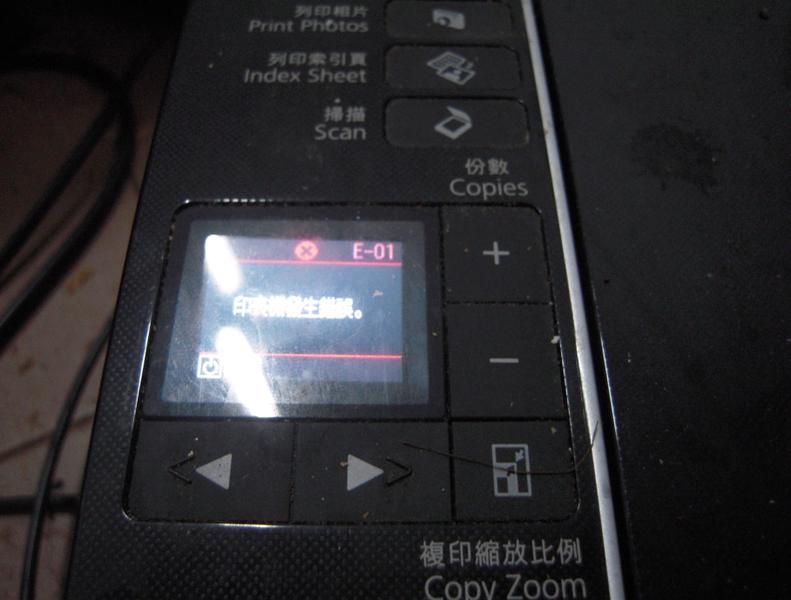 列印相片
Print Photos
列印索引頁
Index Sheet
掃描
Scan
份數
Copies
E-01
印表機發生錯誤。
複印縮放比例
Copy Zoom